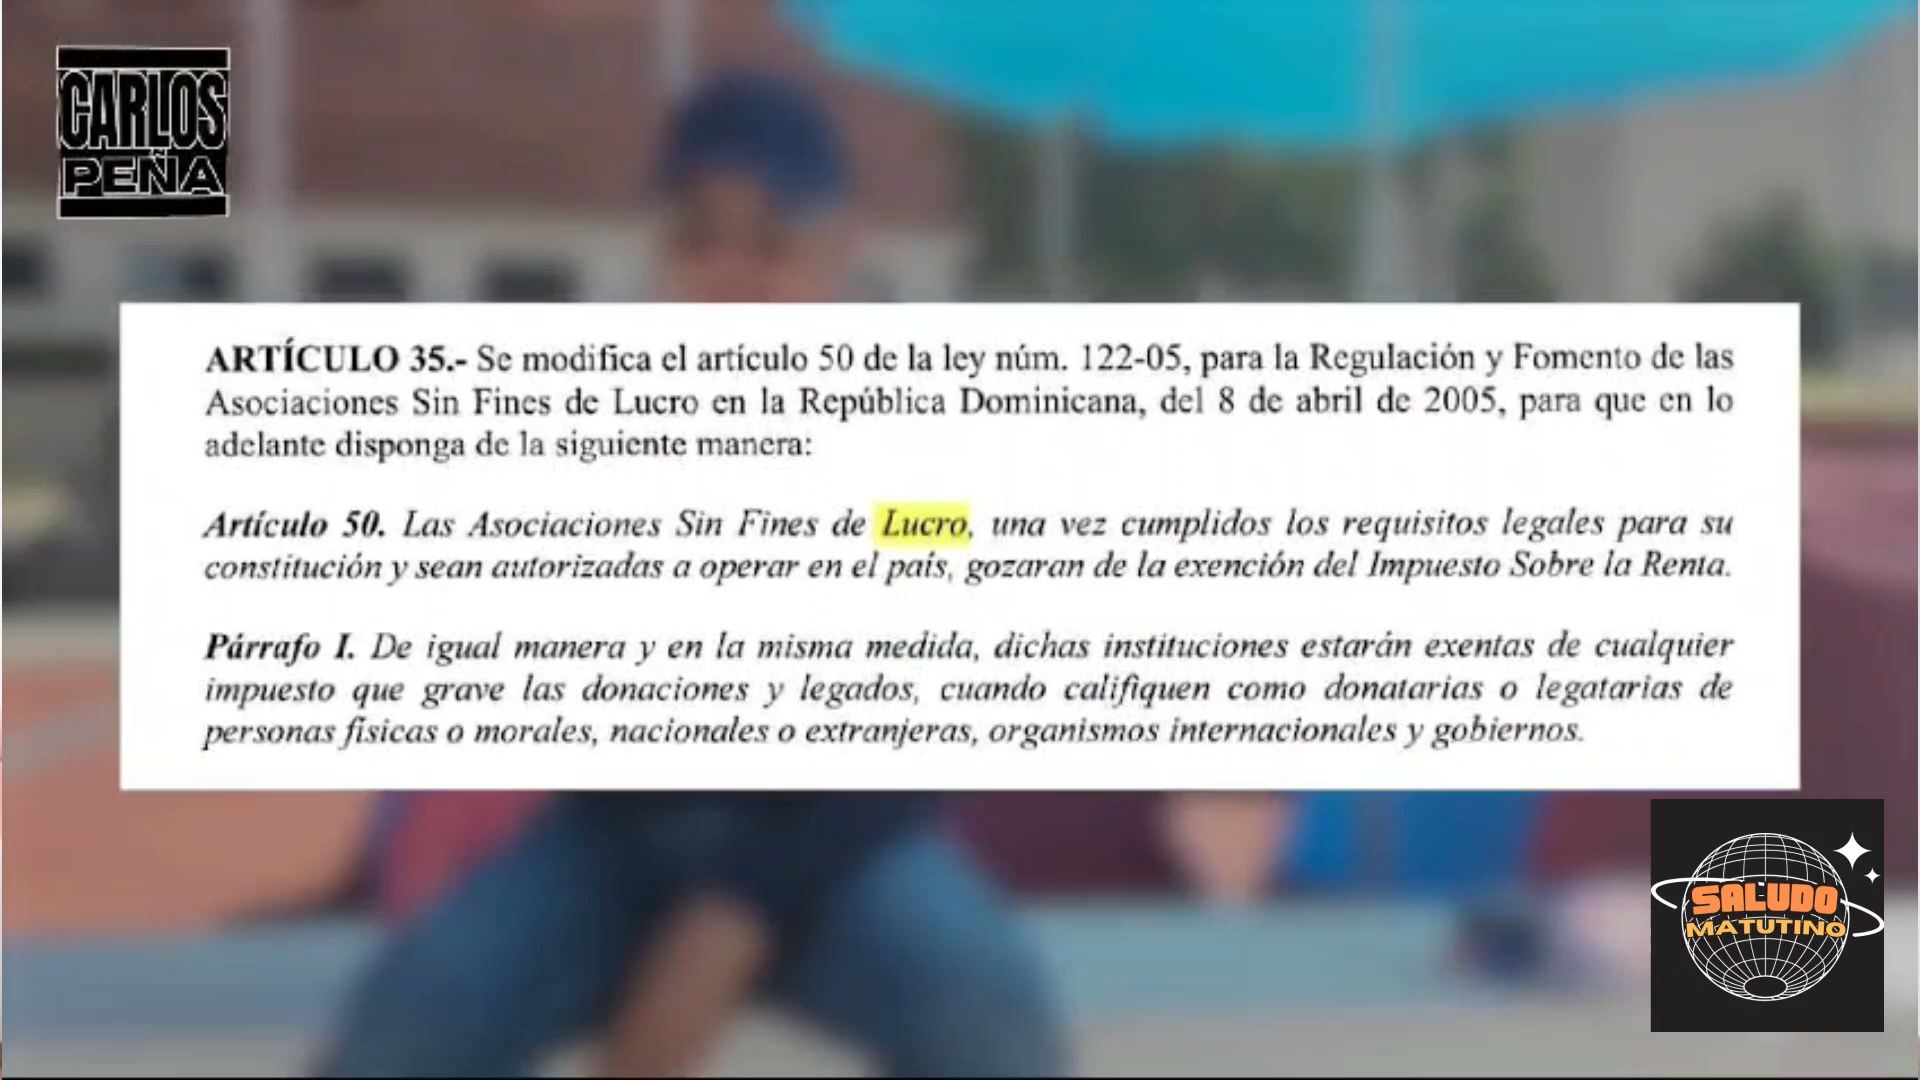 CARLOS
PEÑA
ARTÍCULO 35.- Se modifica el artículo 50 de la ley núm. 122-05, para la Regulación y Fomento de las
Asociaciones Sin Fines de Lucro en la República Dominicana, del 8 de abril de 2005, para que en lo
adelante disponga de la siguiente manera:
Artículo 50. Las Asociaciones Sin Fines de Lucro, una vez cumplidos los requisitos legales para su
constitución y sean autorizadas a operar en el país, gozaran de la exención del Impuesto Sobre la Renta.
Párrafo I. De igual manera y en la misma medida, dichas instituciones estarán exentas de cualquier
impuesto que grave las donaciones y legados, cuando califiquen como donatarias o legatarias de
personas físicas o morales, nacionales o extranjeras, organismos internacionales y gobiernos.
SALUDO
MATUTINO